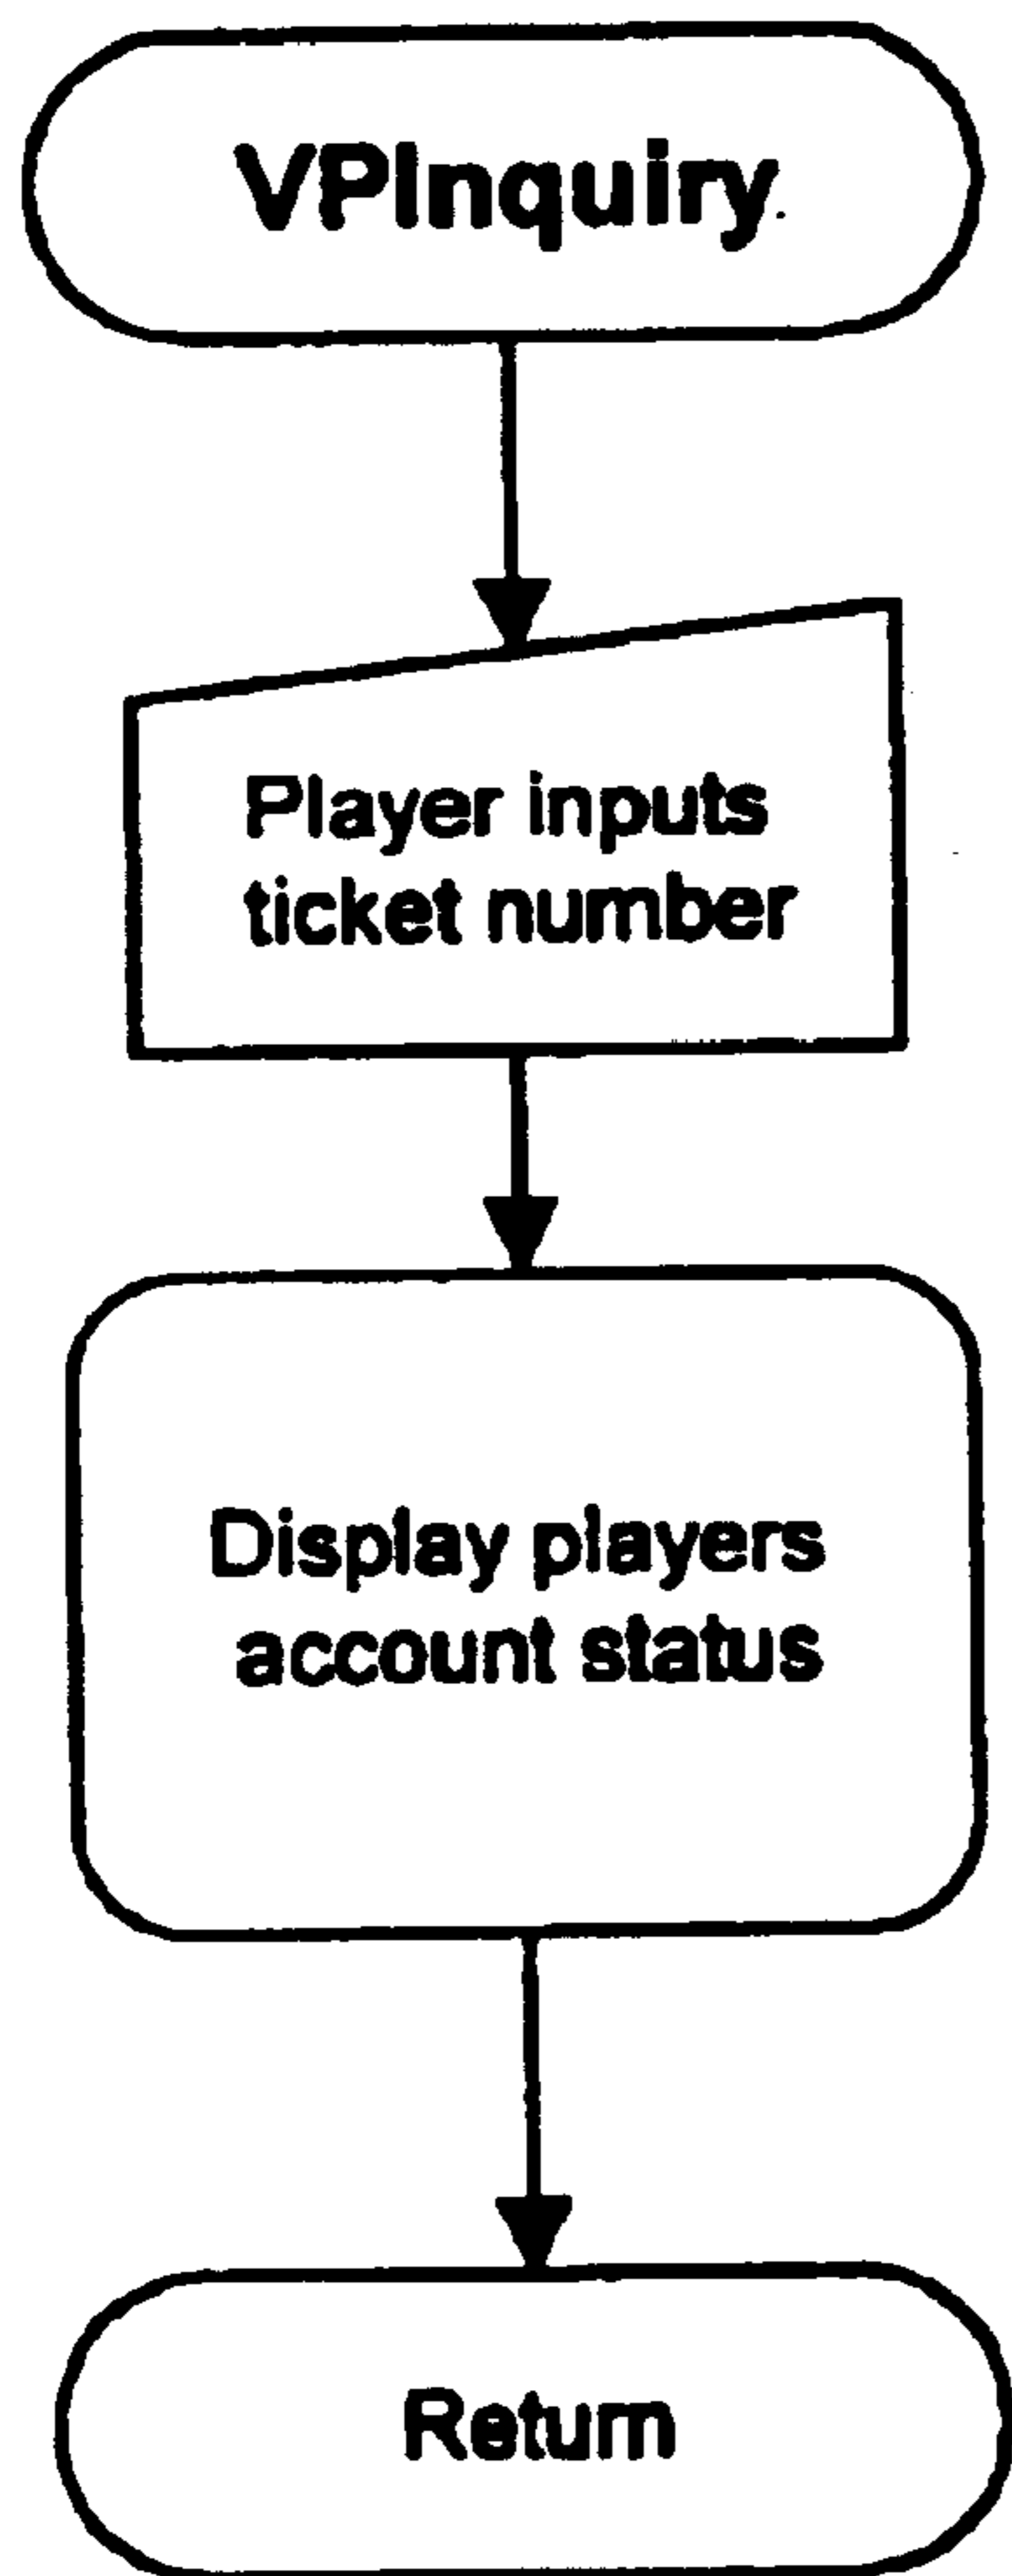 VPInquiry
Player inputs
ticket number
Display players
account status
Return